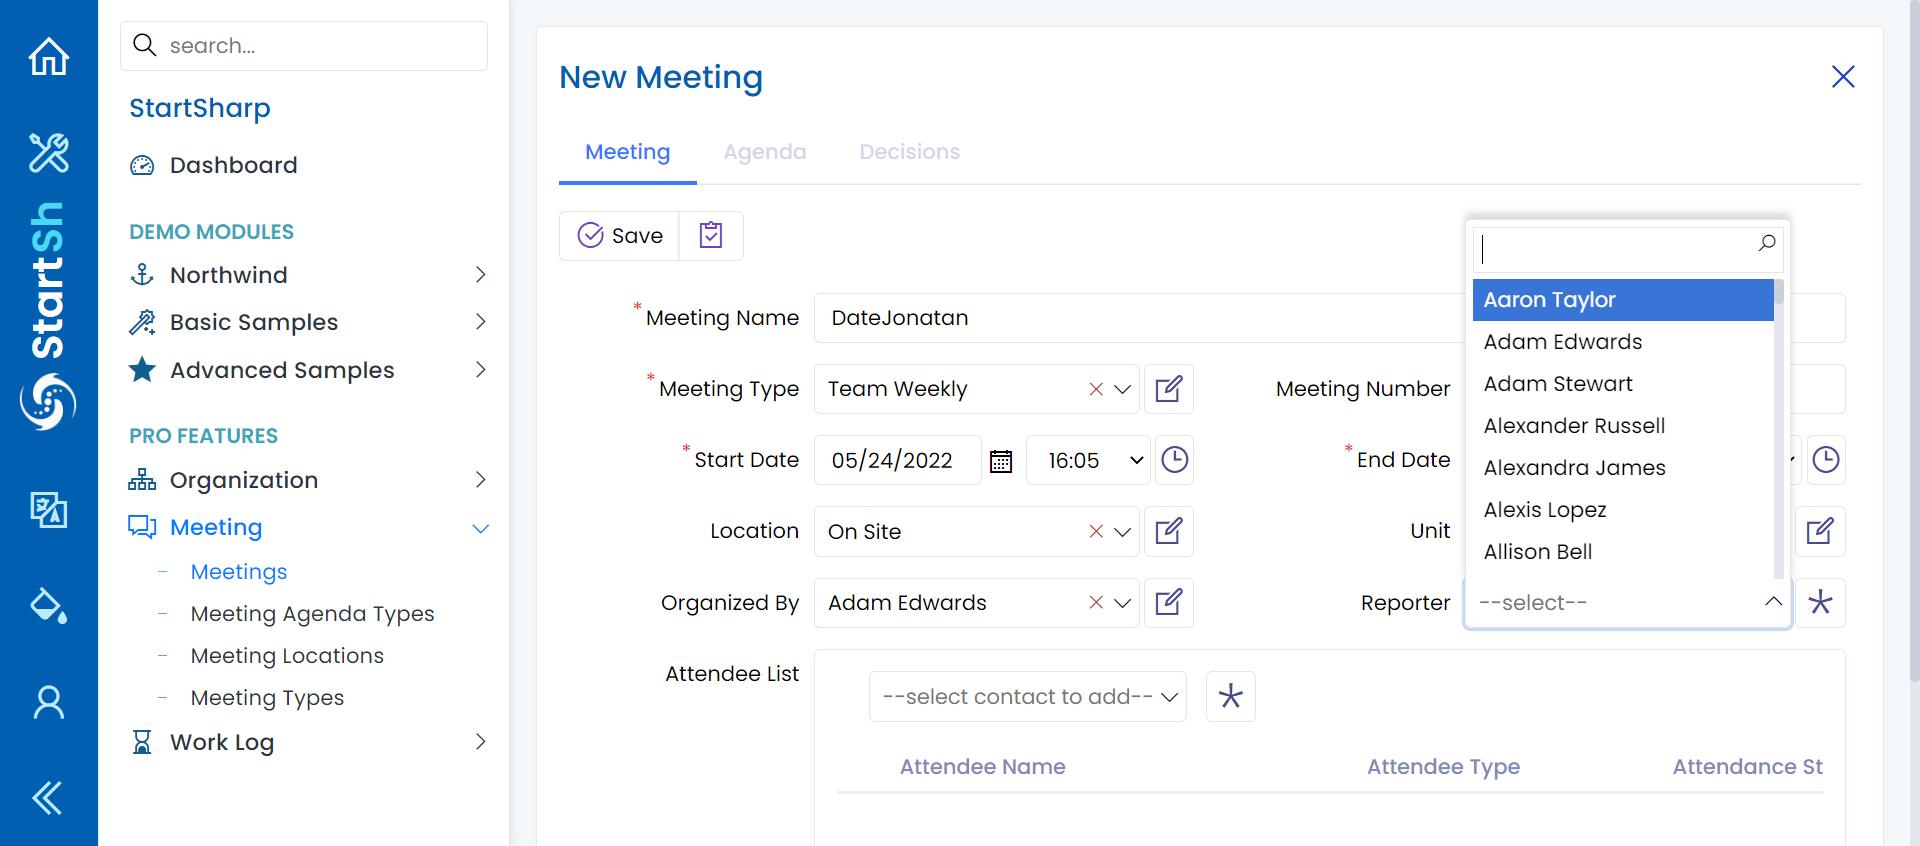 search...
StartSharp
Dashboard
DEMO MODULES
Northwind
Basic Samples
Advanced Samples
PRO FEATURES
Organization
Meeting
Meetings
Meeting Agenda Types
Meeting Locations
Meeting Types
Work Log
StartSh
New Meeting
Meeting
Agenda
Decisions
Save
* Meeting Name
DateJonatan
* Meeting Type
Team Weekly
Meeting Number
* Start Date
05/24/2022
16:05
* End Date
Location
On Site
Unit
Organized By
Adam Edwards
Reporter
--select--
Aaron Taylor
Adam Edwards
Adam Stewart
Alexander Russell
Alexandra James
Alexis Lopez
Allison Bell
Attendee List
--select contact to add--
Attendee Name
Attendee Type
Attendance St